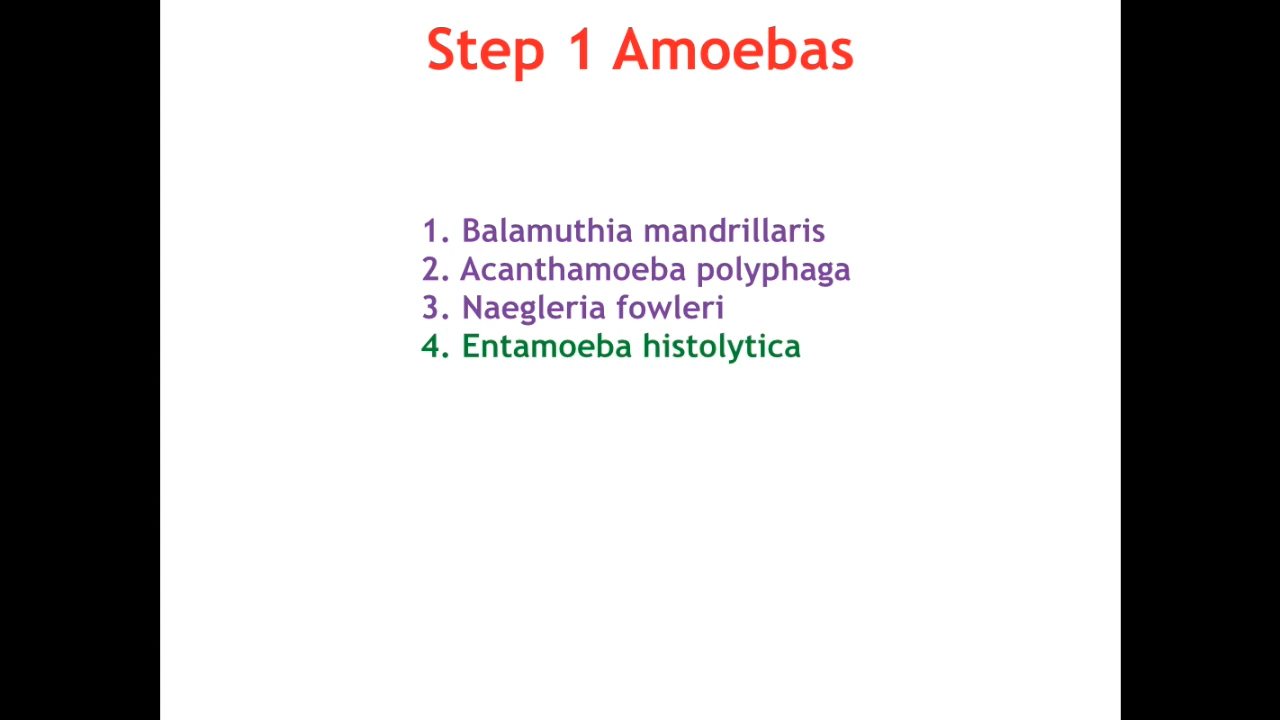 Step 1 Amoebas
1. Balamuthia mandrillaris
2. Acanthamoeba polyphaga
3. Naegleria fowleri
4. Entamoeba histolytica